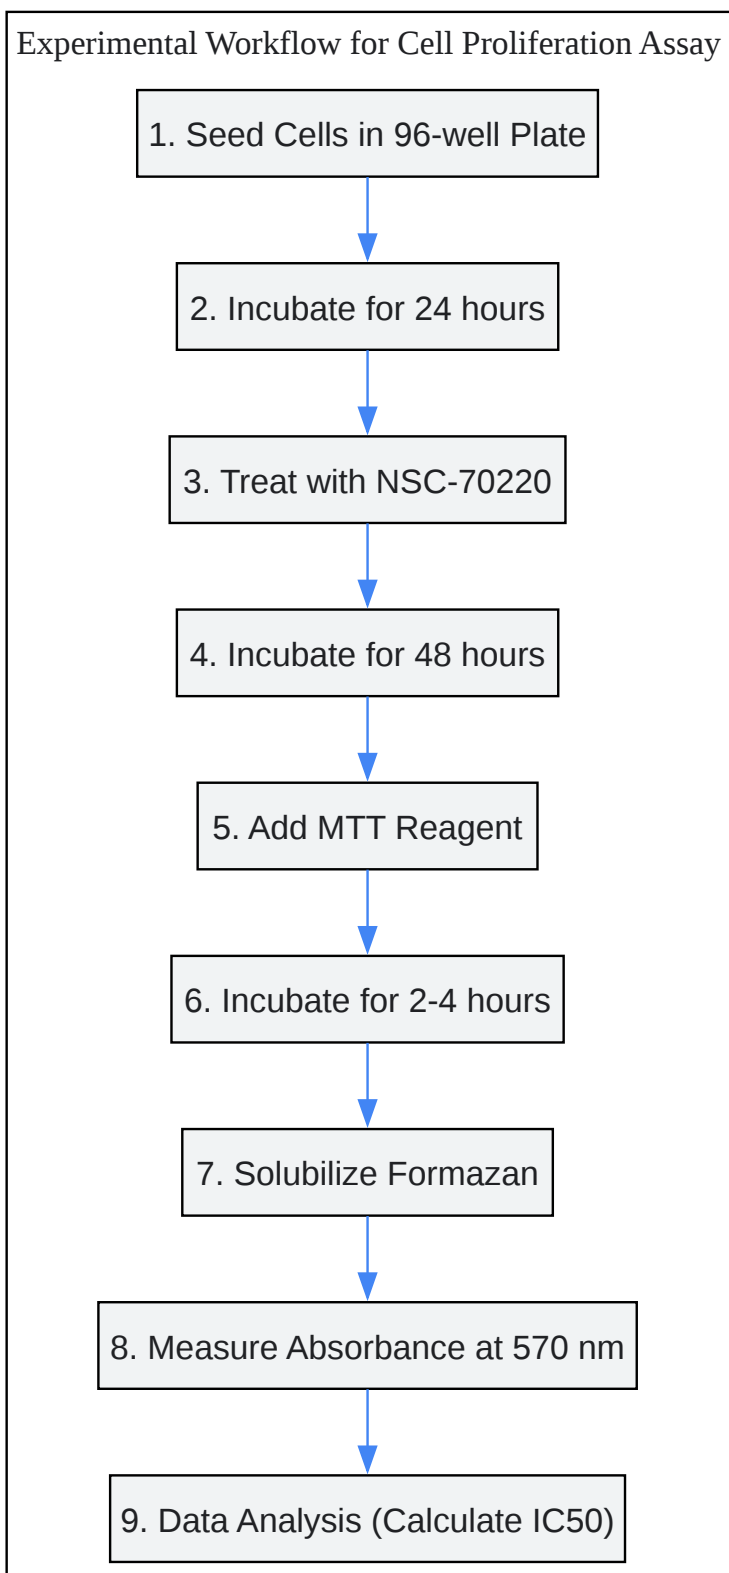 Experimental Workflow for Cell Proliferation Assay
1. Seed Cells in 96-well Plate
2. Incubate for 24 hours
3. Treat with NSC-70220
4. Incubate for 48 hours
5. Add MTT Reagent
6. Incubate for 2-4 hours
7. Solubilize Formazan
8. Measure Absorbance at 570 nm
9. Data Analysis (Calculate IC50)